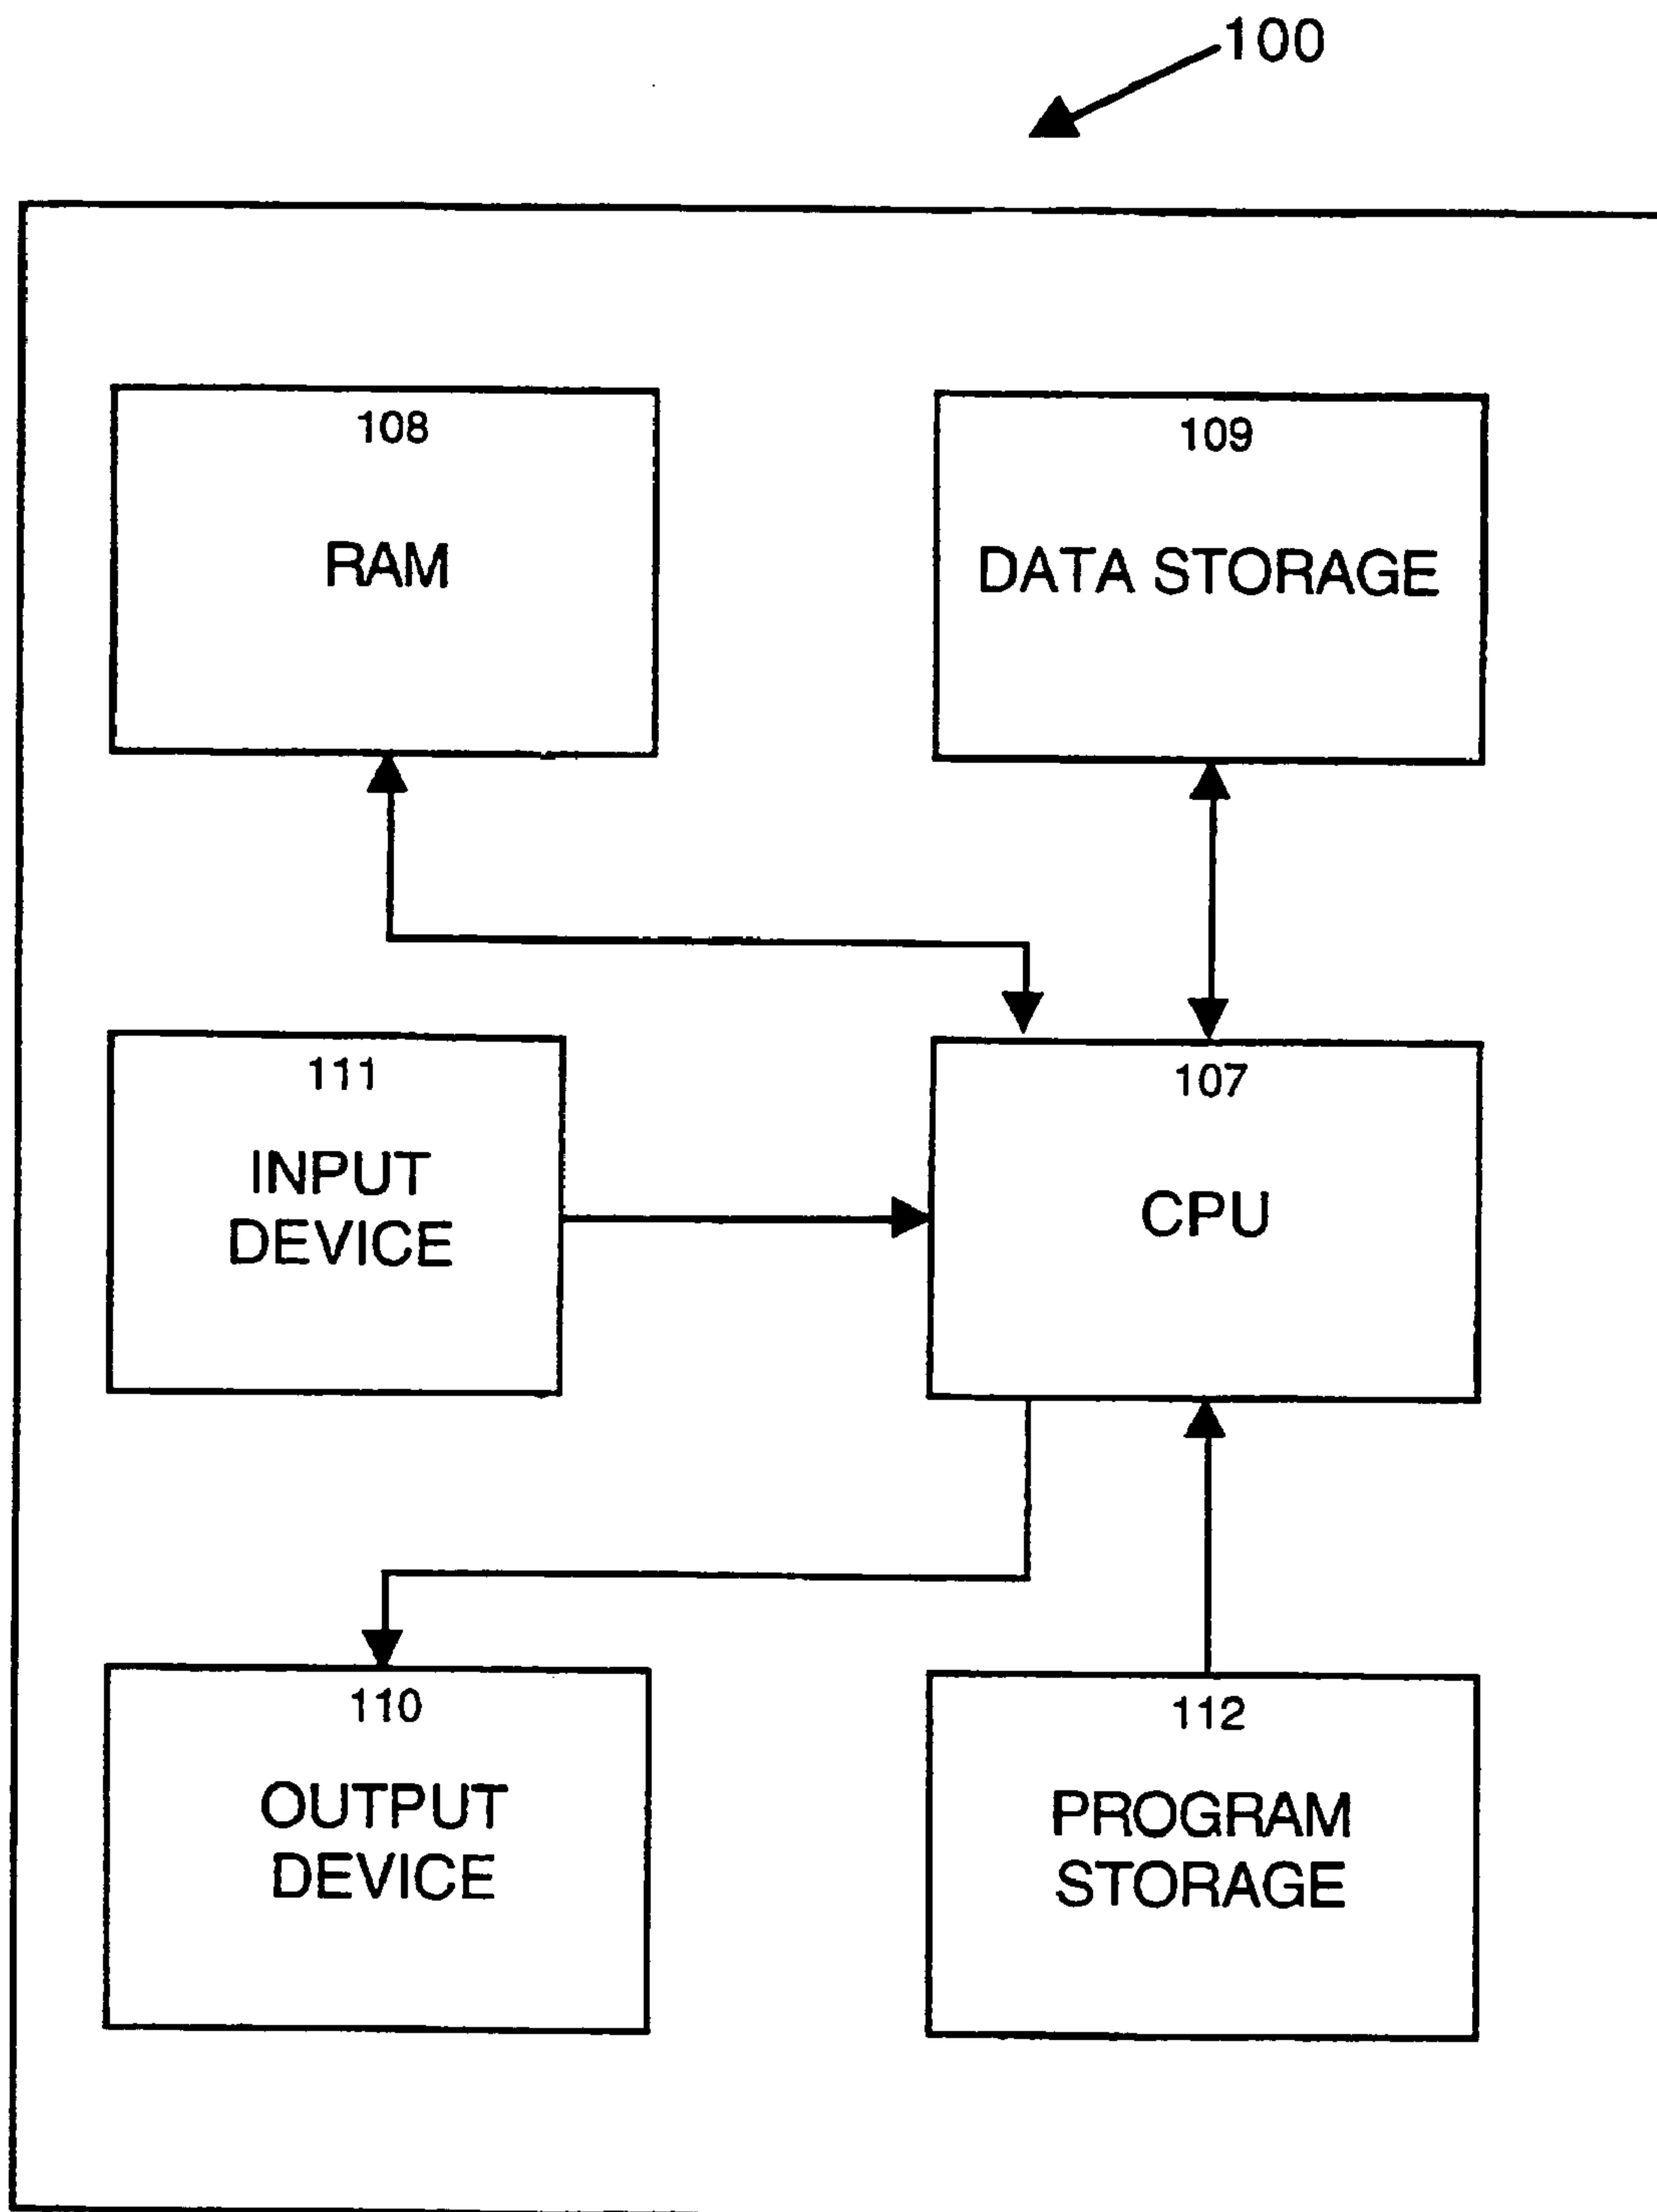 100
108
RAM
109
DATA STORAGE
111
INPUT
DEVICE
107
CPU
110
OUTPUT
DEVICE
112
PROGRAM
STORAGE